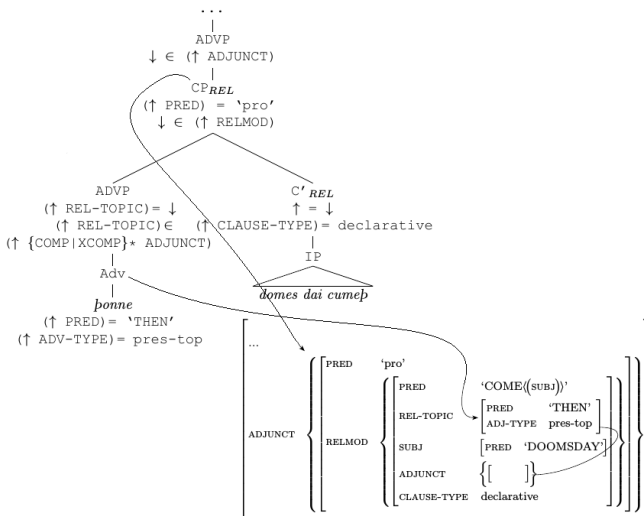 ...
ADVP
↓ ∈ (↑ ADJUNCT)
CP_REL
(↑ PRED) = ‘pro’
↓ ∈ (↑ RELMOD)
ADVP C′_REL
(↑ REL-TOPIC)= ↓ ↑ = ↓
(↑ REL-TOPIC)∈ (↑ CLAUSE-TYPE)= declarative
(↑ {COMP|XCOMP}* ADJUNCT)
IP
Adv
domes dai cumeþ
þonne
(↑ PRED)= ‘THEN’
(↑ ADV-TYPE)= pres-top
...
PRED ‘pro’
PRED ‘COME⟨(SUBJ)⟩’
REL-TOPIC PRED ‘THEN’
ADJ-TYPE pres-top
ADJUNCT RELMOD SUBJ [PRED ‘DOOMSDAY’]
ADJUNCT {[ ]}
CLAUSE-TYPE declarative